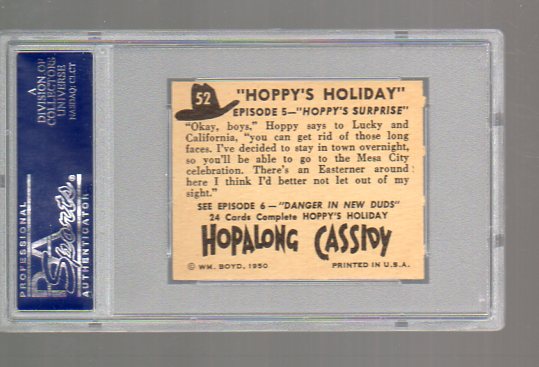 52
"HOPPY'S HOLIDAY"
EPISODE 5—"HOPPY'S SURPRISE"
"Okay, boys," Hoppy says to Lucky and
California, "you can get rid of those long
faces. I've decided to stay in town overnight,
so you'll be able to go to the Mesa City
celebration. There's an Easterner around
here I think I'd better not let out of my
sight."
SEE EPISODE 6—"DANGER IN NEW DUDS"
24 Cards Complete HOPPY'S HOLIDAY
HOPALONG CASSIDY
© WM. BOYD, 1950 PRINTED IN U.S.A.
A
DIVISION OF
COLLECTORS
UNIVERSE
NASDAQ: CLCT
PROFESSIONAL
PSA
Sports
®
AUTHENTICATOR